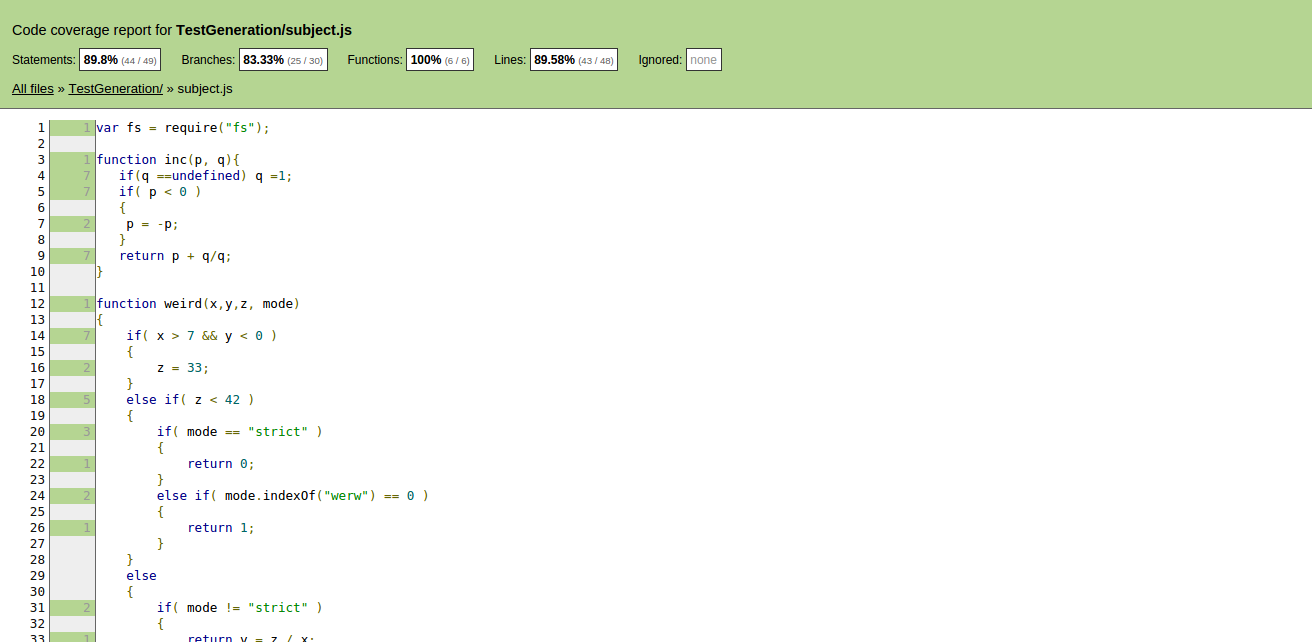 Code coverage report for TestGeneration/subject.js
Statements: 89.8% (44 / 49) Branches: 83.33% (25 / 30) Functions: 100% (6 / 6) Lines: 89.58% (43 / 48) Ignored: none
All files » TestGeneration/ » subject.js
1 1 var fs = require("fs");
2
3 1 function inc(p, q){
4 7 if(q ==undefined) q =1;
5 7 if( p < 0 )
6 {
7 2 p = -p;
8 }
9 7 return p + q/q;
10 }
11
12 1 function weird(x,y,z, mode)
13 {
14 7 if( x > 7 && y < 0 )
15 {
16 2 z = 33;
17 }
18 5 else if( z < 42 )
19 {
20 3 if( mode == "strict" )
21 {
22 1 return 0;
23 }
24 2 else if( mode.indexOf("werw") == 0 )
25 {
26 1 return 1;
27 }
28 }
29 else
30 {
31 2 if( mode != "strict" )
32 {
33 1 return y = z / x;